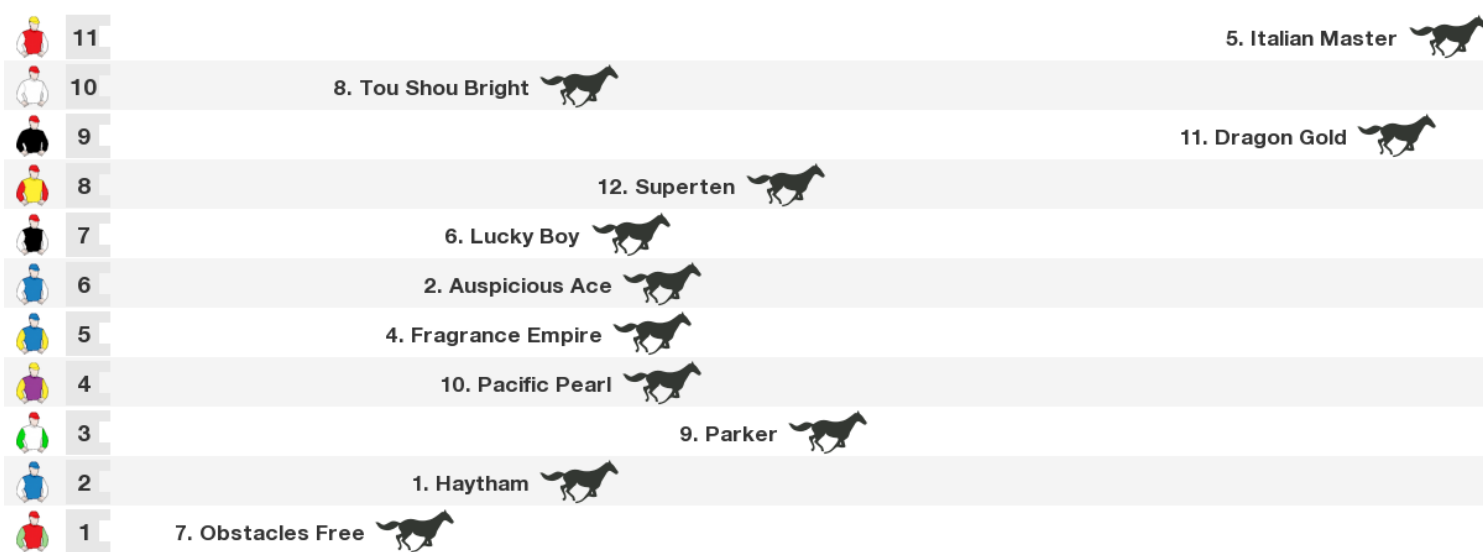 11 5. Italian Master
10 8. Tou Shou Bright
9 11. Dragon Gold
8 12. Superten
7 6. Lucky Boy
6 2. Auspicious Ace
5 4. Fragrance Empire
4 10. Pacific Pearl
3 9. Parker
2 1. Haytham
1 7. Obstacles Free